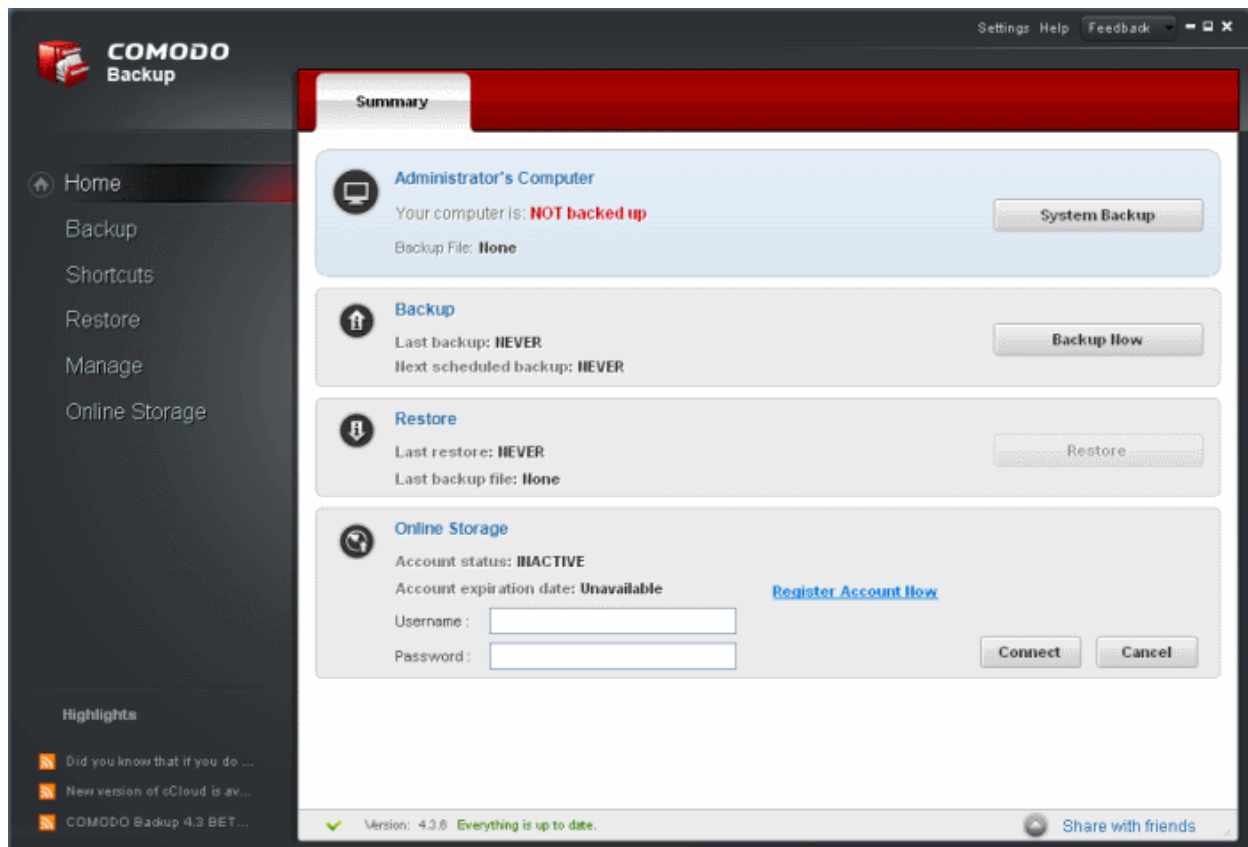 Settings Help Feedback
COMODO
Backup
Summary
Home
Backup
Shortcuts
Restore
Manage
Online Storage
Administrator's Computer
Your computer is: NOT backed up
System Backup
Backup File: None
Backup
Last backup: NEVER
Backup Now
Next scheduled backup: NEVER
Restore
Last restore: NEVER
Restore
Last backup file: None
Online Storage
Account status: INACTIVE
Account expiration date: Unavailable
Register Account Now
Username :
Password :
Connect
Cancel
Highlights
Did you know that if you do ...
New version of cCloud is av...
COMODO Backup 4.3 BET...
Version: 4.3.6 Everything is up to date.
Share with friends